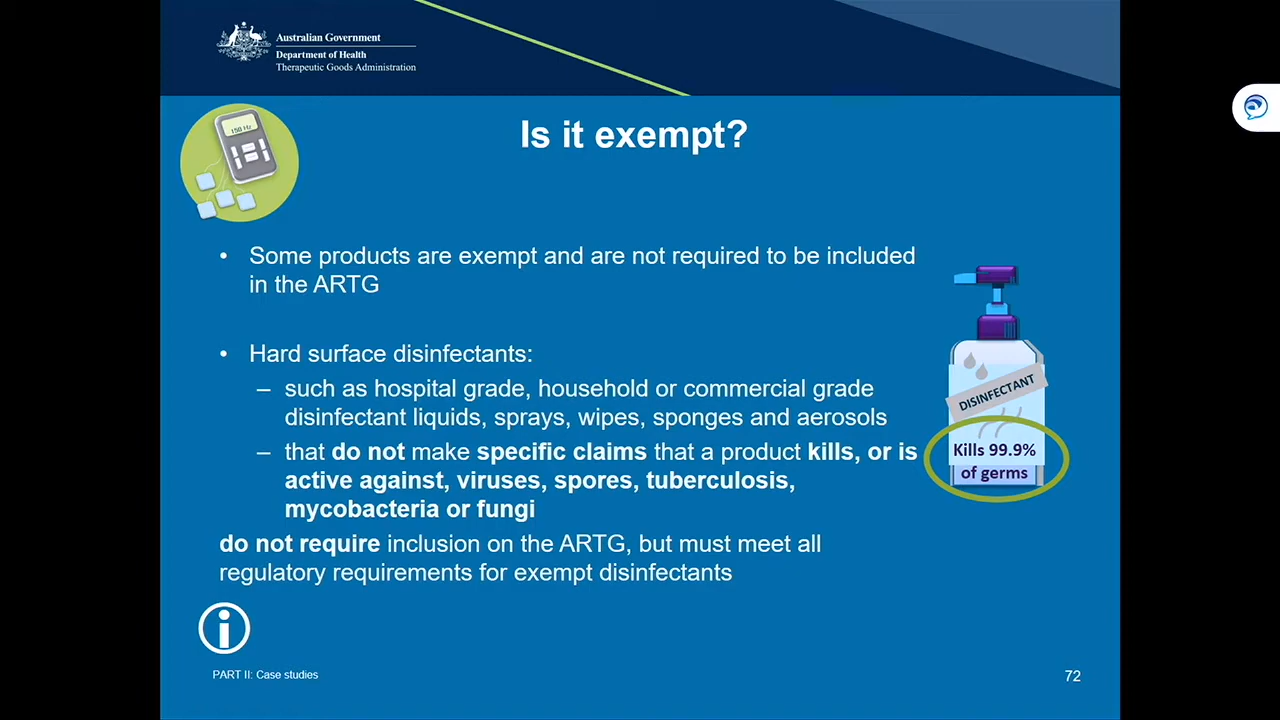 Australian Government
Department of Health
Therapeutic Goods Administration
150 Hz
Is it exempt?
• Some products are exempt and are not required to be included
in the ARTG
• Hard surface disinfectants:
– such as hospital grade, household or commercial grade
disinfectant liquids, sprays, wipes, sponges and aerosols
– that do not make specific claims that a product kills, or is
active against, viruses, spores, tuberculosis,
mycobacteria or fungi
do not require inclusion on the ARTG, but must meet all
regulatory requirements for exempt disinfectants
DISINFECTANT
Kills 99.9%
of germs
i
PART II: Case studies
72